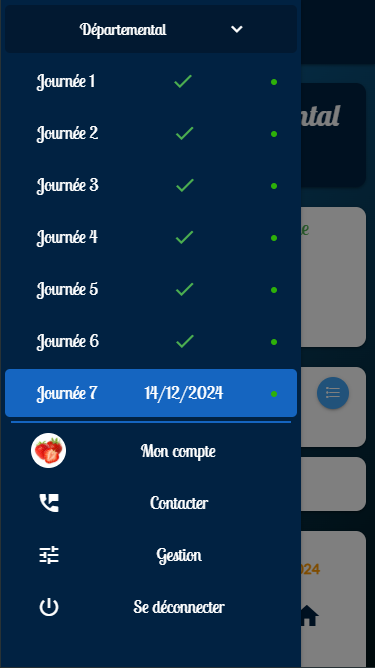 Départemental
Journée 1
Journée 2
Journée 3
Journée 4
Journée 5
Journée 6
Journée 7 14/12/2024
Mon compte
Contacter
Gestion
Se déconnecter
ntal
e
024